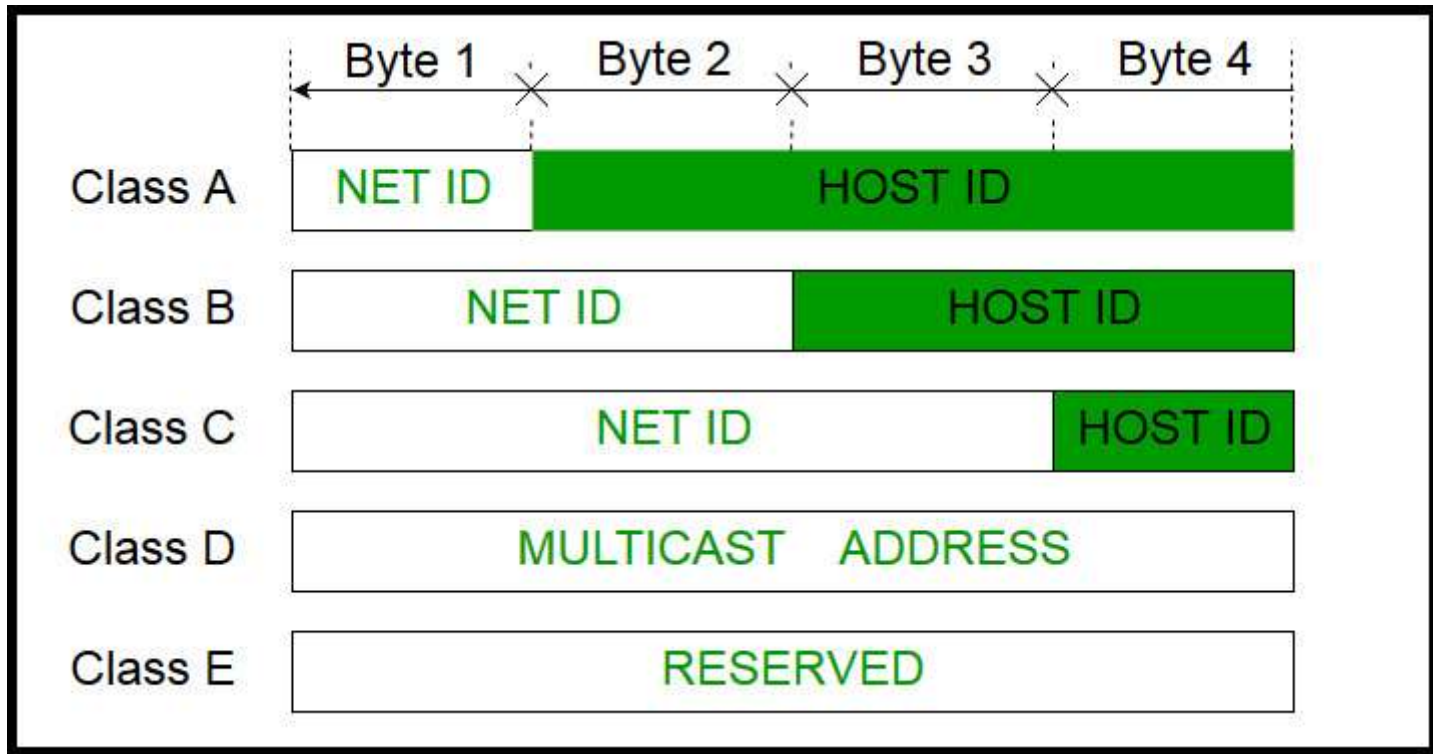 Byte 1 Byte 2 Byte 3 Byte 4
Class A NET ID HOST ID
Class B NET ID HOST ID
Class C NET ID HOST ID
Class D MULTICAST ADDRESS
Class E RESERVED